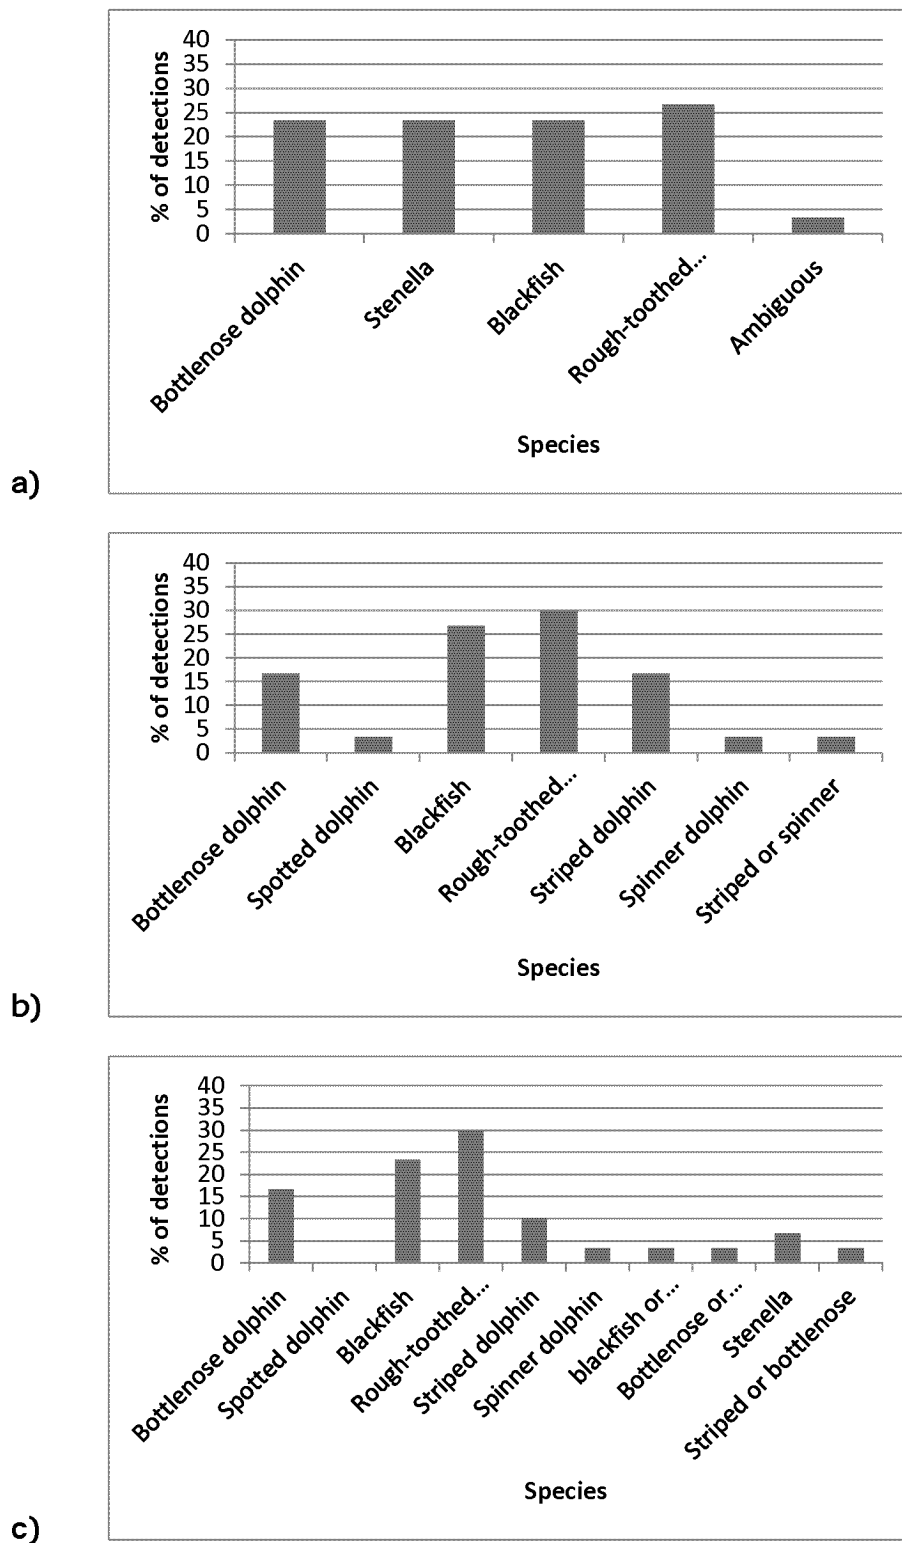 40
35
30
25
20
15
10
5
0
% of detections
Bottlenose dolphin
Stenella
Blackfish
Rough-toothed...
Ambiguous
Species
a)
40
35
30
25
20
15
10
5
0
% of detections
Bottlenose dolphin
Spotted dolphin
Blackfish
Rough-toothed...
Striped dolphin
Spinner dolphin
Striped or spinner
Species
b)
40
35
30
25
20
15
10
5
0
% of detections
Bottlenose dolphin
Spotted dolphin
Blackfish
Rough-toothed...
Striped dolphin
Spinner dolphin
blackfish or...
Bottlenose or...
Stenella
Striped or bottlenose
Species
c)